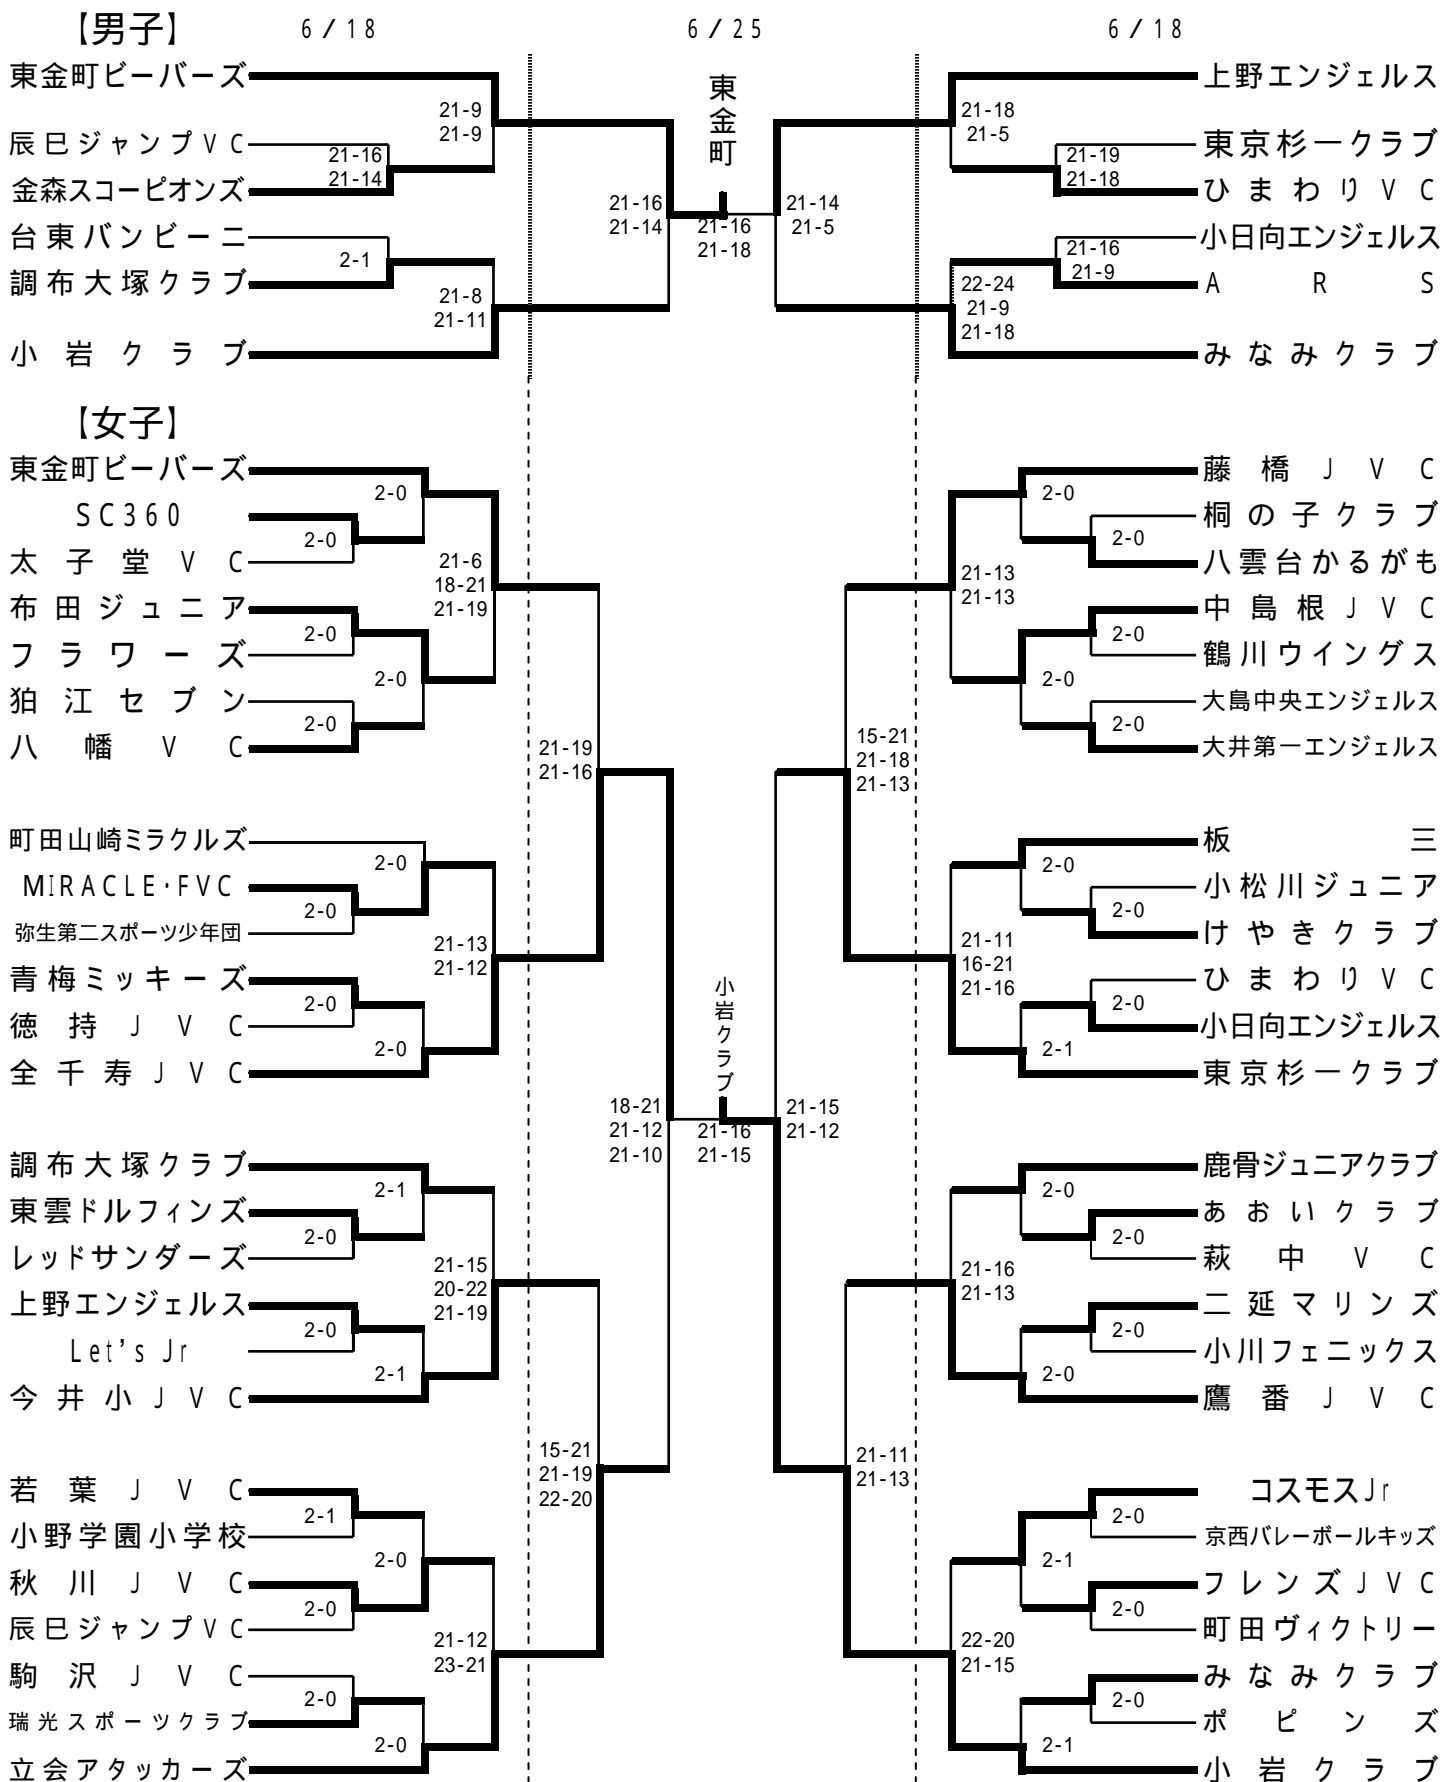 【男子】 6/18 6/25 6/18
東金町ビーバーズ
辰巳ジャンプVC
金森スコーピオンズ
台東バンビーニ
調布大塚クラブ
小岩クラブ
21-9
21-9
21-16
21-14
2-1
21-8
21-11
21-16
21-14
東金町
21-16
21-18
21-14
21-5
21-18
21-5
21-19
21-18
21-16
21-9
22-24
21-9
21-18
上野エンジェルス
東京杉一クラブ
ひまわりVC
小日向エンジェルス
ARS
みなみクラブ
【女子】
東金町ビーバーズ
SC360
太子堂VC
布田ジュニア
フラワーズ
狛江セブン
八幡VC
2-0
2-0
21-6
18-21
21-19
2-0
2-0
2-0
町田山崎ミラクルズ
MIRACLE・FVC
弥生第二スポーツ少年団
青梅ミッキーズ
徳持JVC
全千寿JVC
2-0
2-0
21-13
21-12
2-0
2-0
21-19
21-16
調布大塚クラブ
東雲ドルフィンズ
レッドサンダーズ
上野エンジェルス
Let's Jr
今井小JVC
2-1
2-0
21-15
20-22
21-19
2-0
2-1
若葉JVC
小野学園小学校
秋川JVC
辰巳ジャンプVC
駒沢JVC
瑞光スポーツクラブ
立会アタッカーズ
2-1
2-0
2-0
21-12
23-21
2-0
2-0
15-21
21-19
22-20
18-21
21-12
21-10
小岩クラブ
21-16
21-15
21-15
21-12
藤橋JVC
桐の子クラブ
八雲台かるがも
中島根JVC
鶴川ウイングス
大島中央エンジェルス
大井第一エンジェルス
2-0
2-0
21-13
21-13
2-0
2-0
2-0
15-21
21-18
21-13
板三
小松川ジュニア
けやきクラブ
ひまわりVC
小日向エンジェルス
東京杉一クラブ
2-0
2-0
21-11
16-21
21-16
2-0
2-1
鹿骨ジュニアクラブ
あおいクラブ
萩中VC
二延マリンズ
小川フェニックス
鷹番JVC
2-0
2-0
21-16
21-13
2-0
2-0
21-11
21-13
コスモスJr
京西バレーボールキッズ
フレンズJVC
町田ヴィクトリー
みなみクラブ
ポピンズ
小岩クラブ
2-0
2-1
2-0
22-20
21-15
2-0
2-1